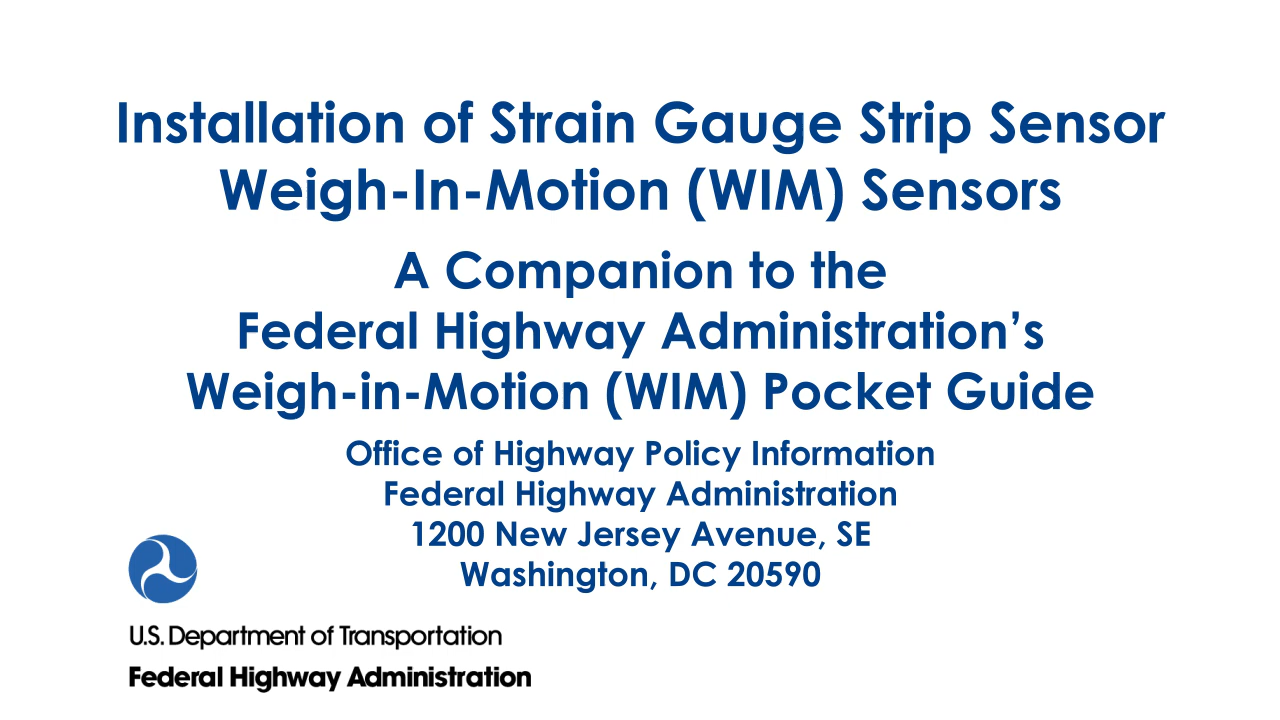 Installation of Strain Gauge Strip Sensor
Weigh-In-Motion (WIM) Sensors
A Companion to the
Federal Highway Administration’s
Weigh-in-Motion (WIM) Pocket Guide
Office of Highway Policy Information
Federal Highway Administration
1200 New Jersey Avenue, SE
Washington, DC 20590
U.S. Department of Transportation
Federal Highway Administration